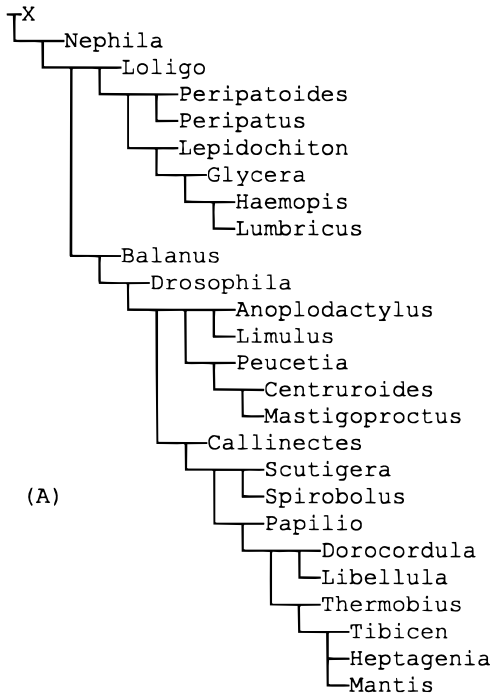 X
Nephila
Loligo
Peripatoides
Peripatus
Lepidochiton
Glycera
Haemopis
Lumbricus
Balanus
Drosophila
Anoplodactylus
Limulus
Peucetia
Centruroides
Mastigoproctus
Callinectes
Scutigera
(A) Spirobolus
Papilio
Dorocordula
Libellula
Thermobius
Tibicen
Heptagenia
Mantis